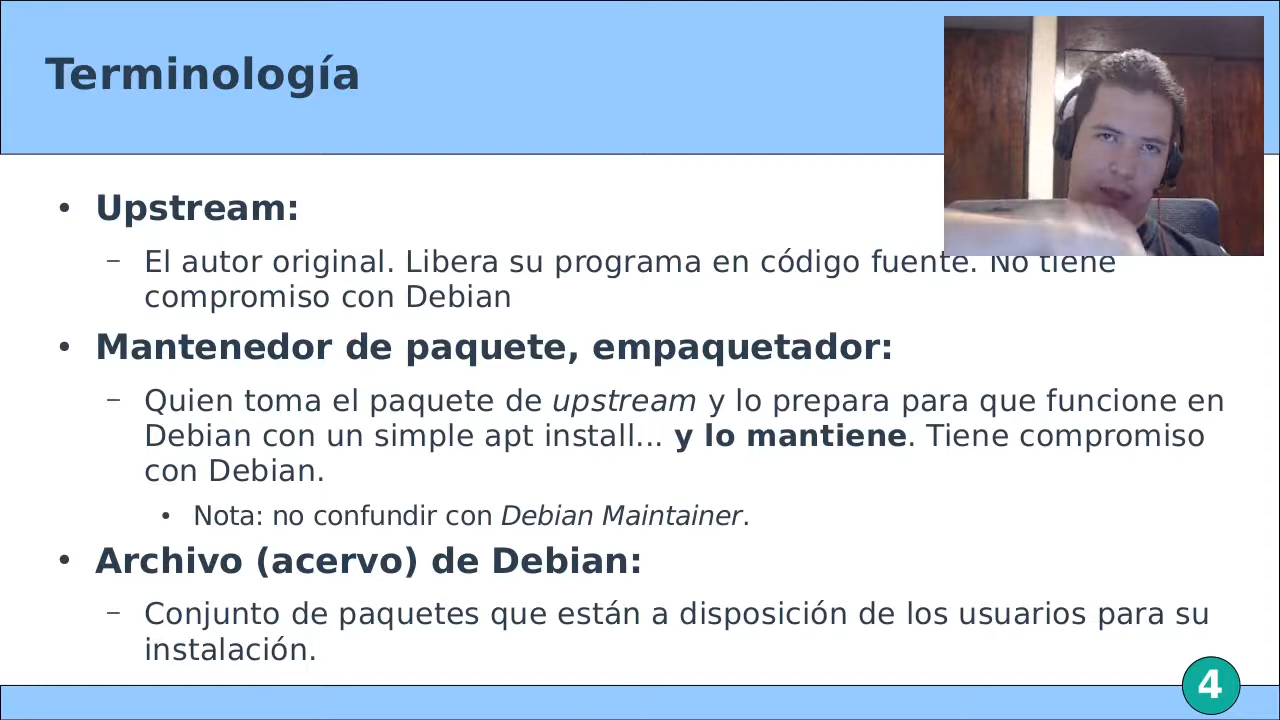 Terminología
• Upstream:
– El autor original. Libera su programa en código fuente. No tiene
compromiso con Debian
• Mantenedor de paquete, empaquetador:
– Quien toma el paquete de upstream y lo prepara para que funcione en
Debian con un simple apt install... y lo mantiene. Tiene compromiso
con Debian.
• Nota: no confundir con Debian Maintainer.
• Archivo (acervo) de Debian:
– Conjunto de paquetes que están a disposición de los usuarios para su
instalación.
4